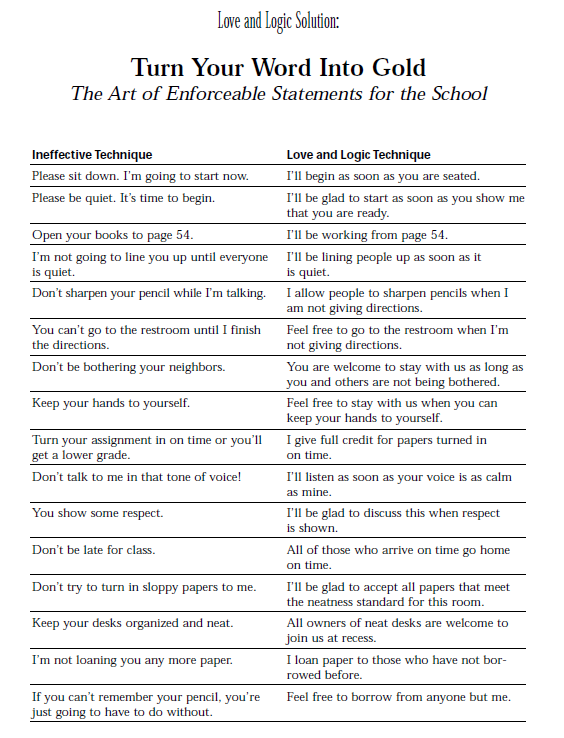 Love and Logic Solution:
Turn Your Word Into Gold
The Art of Enforceable Statements for the School
Ineffective Technique
Love and Logic Technique
Please sit down. I'm going to start now.
I'll begin as soon as you are seated.
Please be quiet. It's time to begin.
I'll be glad to start as soon as you show me
that you are ready.
Open your books to page 54.
I'll be working from page 54.
I'm not going to line you up until everyone
is quiet.
I'll be lining people up as soon as it
is quiet.
Don't sharpen your pencil while I'm talking.
I allow people to sharpen pencils when I
am not giving directions.
You can't go to the restroom until I finish
the directions.
Feel free to go to the restroom when I'm
not giving directions.
Don't be bothering your neighbors.
You are welcome to stay with us as long as
you and others are not being bothered.
Keep your hands to yourself.
Feel free to stay with us when you can
keep your hands to yourself.
Turn your assignment in on time or you'll
get a lower grade.
I give full credit for papers turned in
on time.
Don't talk to me in that tone of voice!
I'll listen as soon as your voice is as calm
as mine.
You show some respect.
I'll be glad to discuss this when respect
is shown.
Don't be late for class.
All of those who arrive on time go home
on time.
Don't try to turn in sloppy papers to me.
I'll be glad to accept all papers that meet
the neatness standard for this room.
Keep your desks organized and neat.
All owners of neat desks are welcome to
join us at recess.
I'm not loaning you any more paper.
I loan paper to those who have not bor-
rowed before.
If you can't remember your pencil, you're
just going to have to do without.
Feel free to borrow from anyone but me.